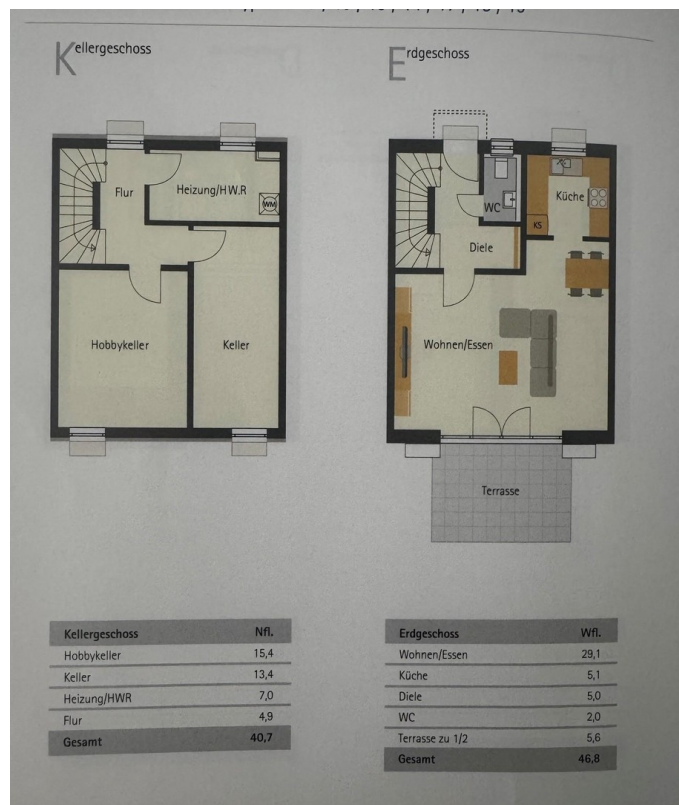 Kellergeschoss
Erdgeschoss
Flur
Heizung/HW.R
WM
WC
Küche
KS
Diele
Hobbykeller
Keller
Wohnen/Essen
Terrasse
Kellergeschoss Nfl.
Hobbykeller 15,4
Keller 13,4
Heizung/HWR 7,0
Flur 4,9
Gesamt 40,7
Erdgeschoss Wfl.
Wohnen/Essen 29,1
Küche 5,1
Diele 5,0
WC 2,0
Terrasse zu 1/2 5,6
Gesamt 46,8